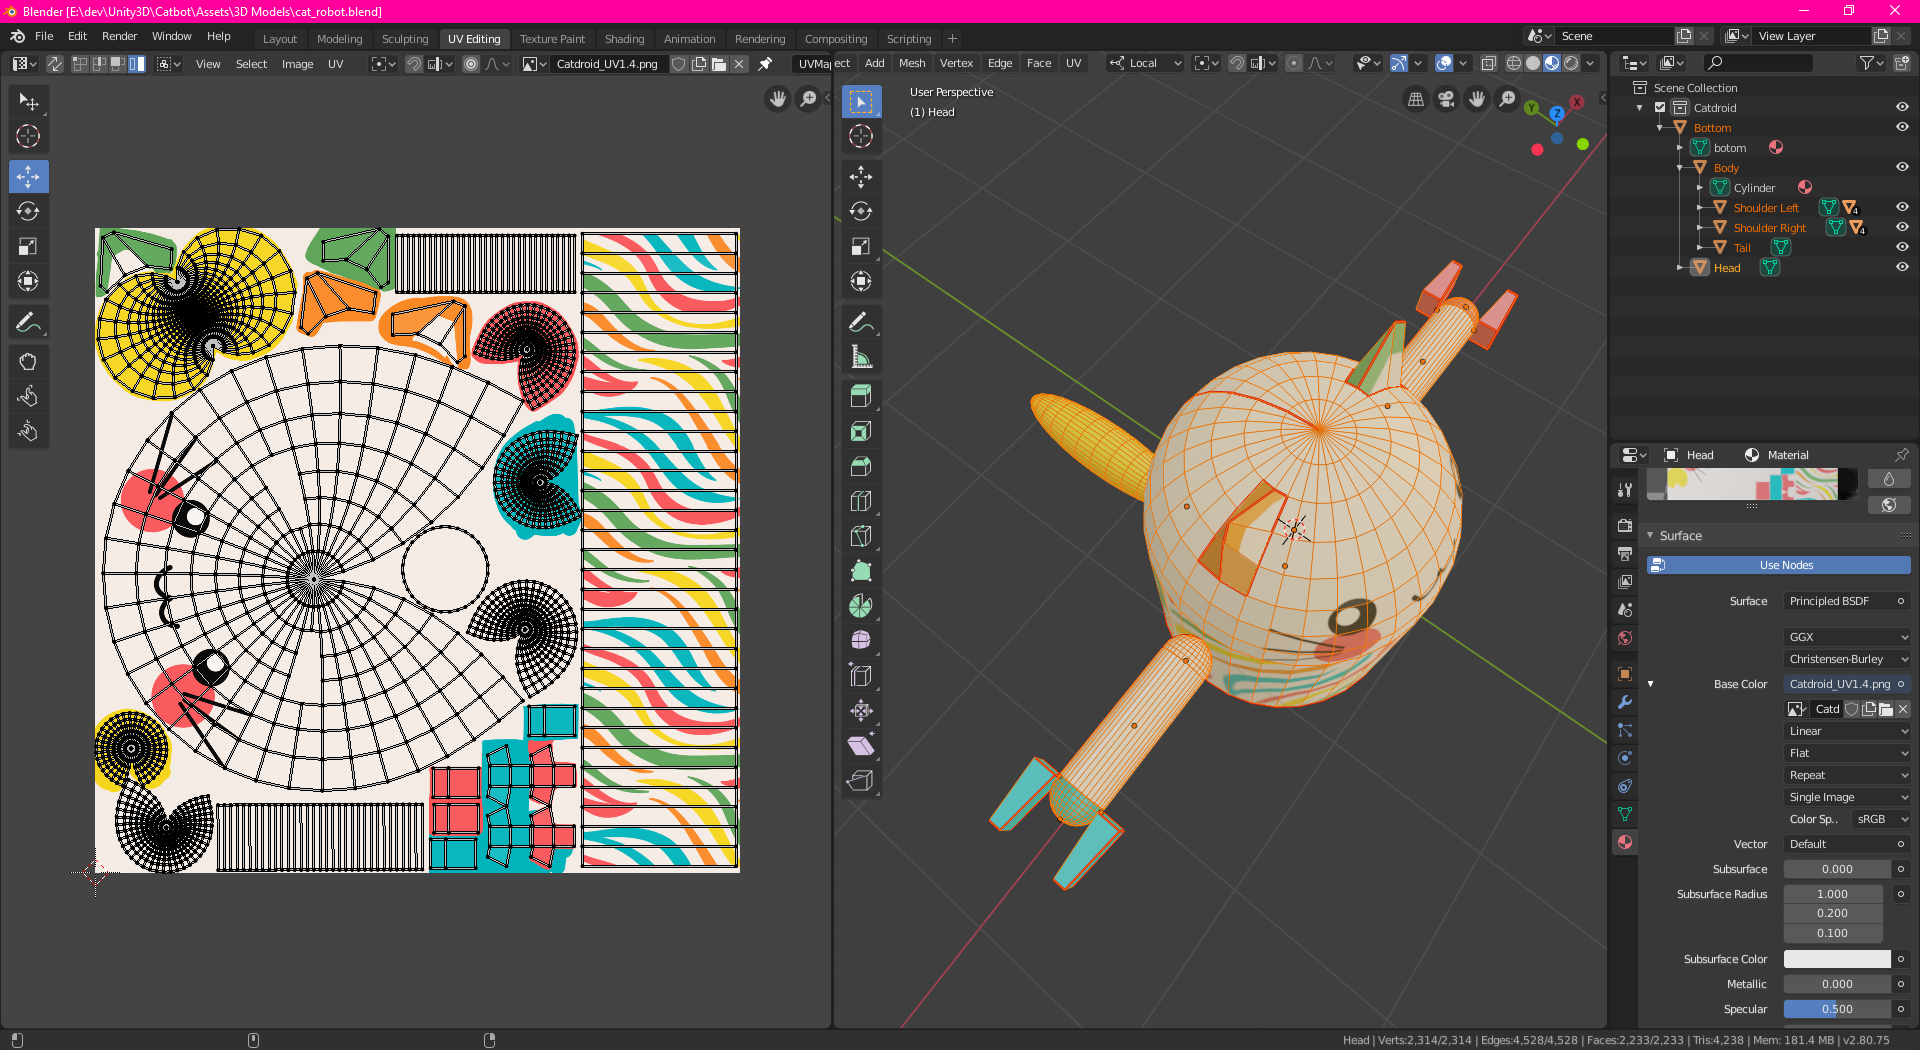 Blender [E:\dev\Unity3D\Catbot\Assets\3D Models\cat_robot.blend]
File Edit Render Window Help
Layout Modeling Sculpting UV Editing Texture Paint Shading Animation Rendering Compositing Scripting +
Scene
View Layer
View Select Image UV
Catdroid_UV1.4.png
UVMap
ect Add Mesh Vertex Edge Face UV
Local
User Perspective
(1) Head
Y
Z
X
Scene Collection
Catdroid
Bottom
botom
Body
Cylinder
Shoulder Left
4
Shoulder Right
4
Tail
Head
Head
Material
Surface
Use Nodes
Surface Principled BSDF
GGX
Christensen-Burley
Base Color Catdroid_UV1.4.png
Catd
Linear
Flat
Repeat
Single Image
Color Sp.. sRGB
Vector Default
Subsurface 0.000
Subsurface Radius 1.000
0.200
0.100
Subsurface Color
Metallic 0.000
Specular 0.500
Head | Verts:2,314/2,314 | Edges:4,528/4,528 | Faces:2,233/2,233 | Tris:4,238 | Mem: 181.4 MB | v2.80.75